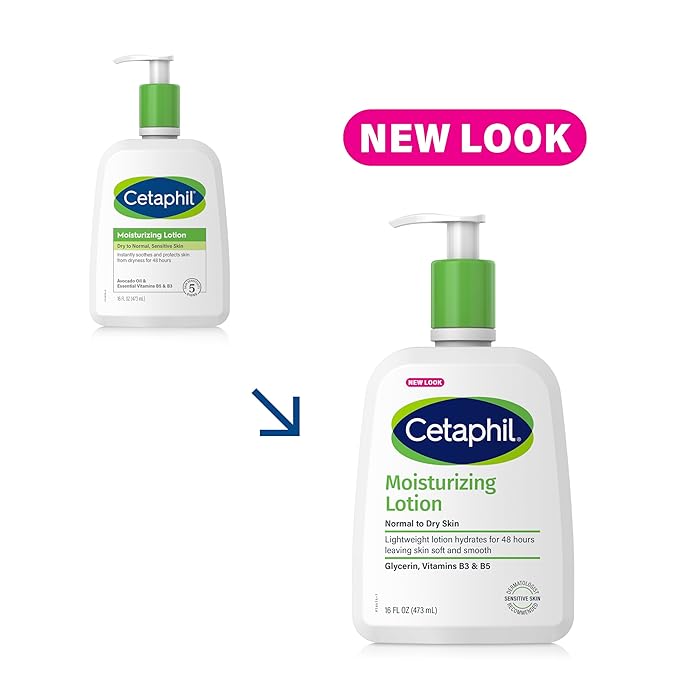 Cetaphil®
Moisturizing Lotion
Dry to Normal, Sensitive Skin
Instantly soothes and protects skin
from dryness for 48 hours
Avocado Oil &
Essential Vitamins B5 & B3
5
16 FL OZ (473 mL)
NEW LOOK
NEW LOOK
Cetaphil®
Moisturizing
Lotion
Normal to Dry Skin
Lightweight lotion hydrates for 48 hours
leaving skin soft and smooth
Glycerin, Vitamins B3 & B5
DERMATOLOGIST
SENSITIVE SKIN
RECOMMENDED
16 FL OZ (473 mL)